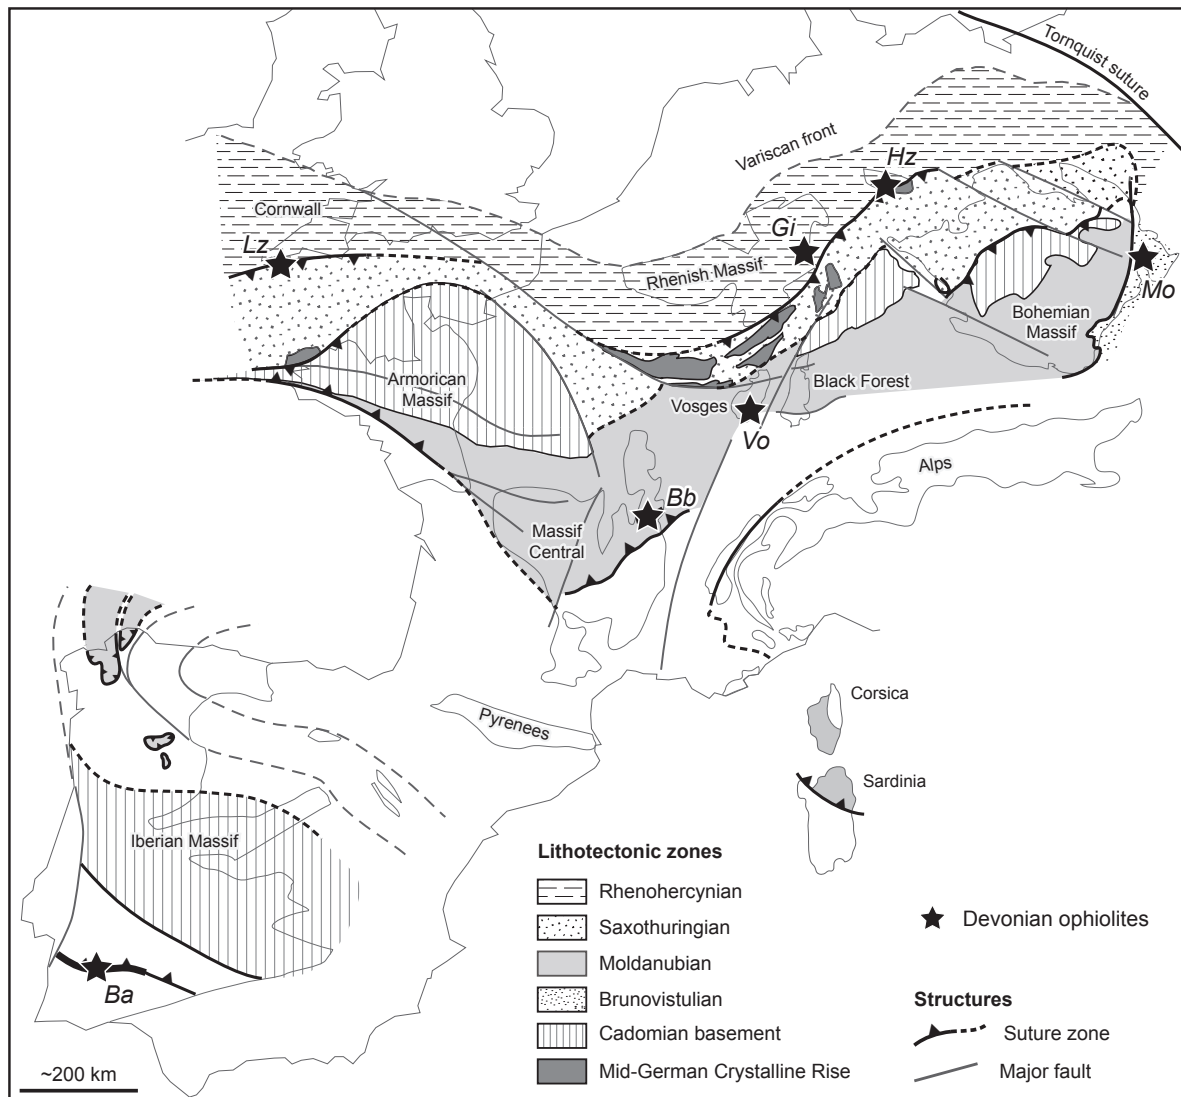 Tornquist suture
Variscan front
Hz
Cornwall
Lz
Gi
Rhenish Massif
Mo
Bohemian
Massif
Armorican
Massif
Black Forest
Vosges
Vo
Alps
Bb
Massif
Central
Corsica
Pyrenees
Sardinia
Iberian Massif
Ba
~200 km
Lithotectonic zones
Rhenohercynian
Saxothuringian
Moldanubian
Brunovistulian
Cadomian basement
Mid-German Crystalline Rise
Devonian ophiolites
Structures
Suture zone
Major fault